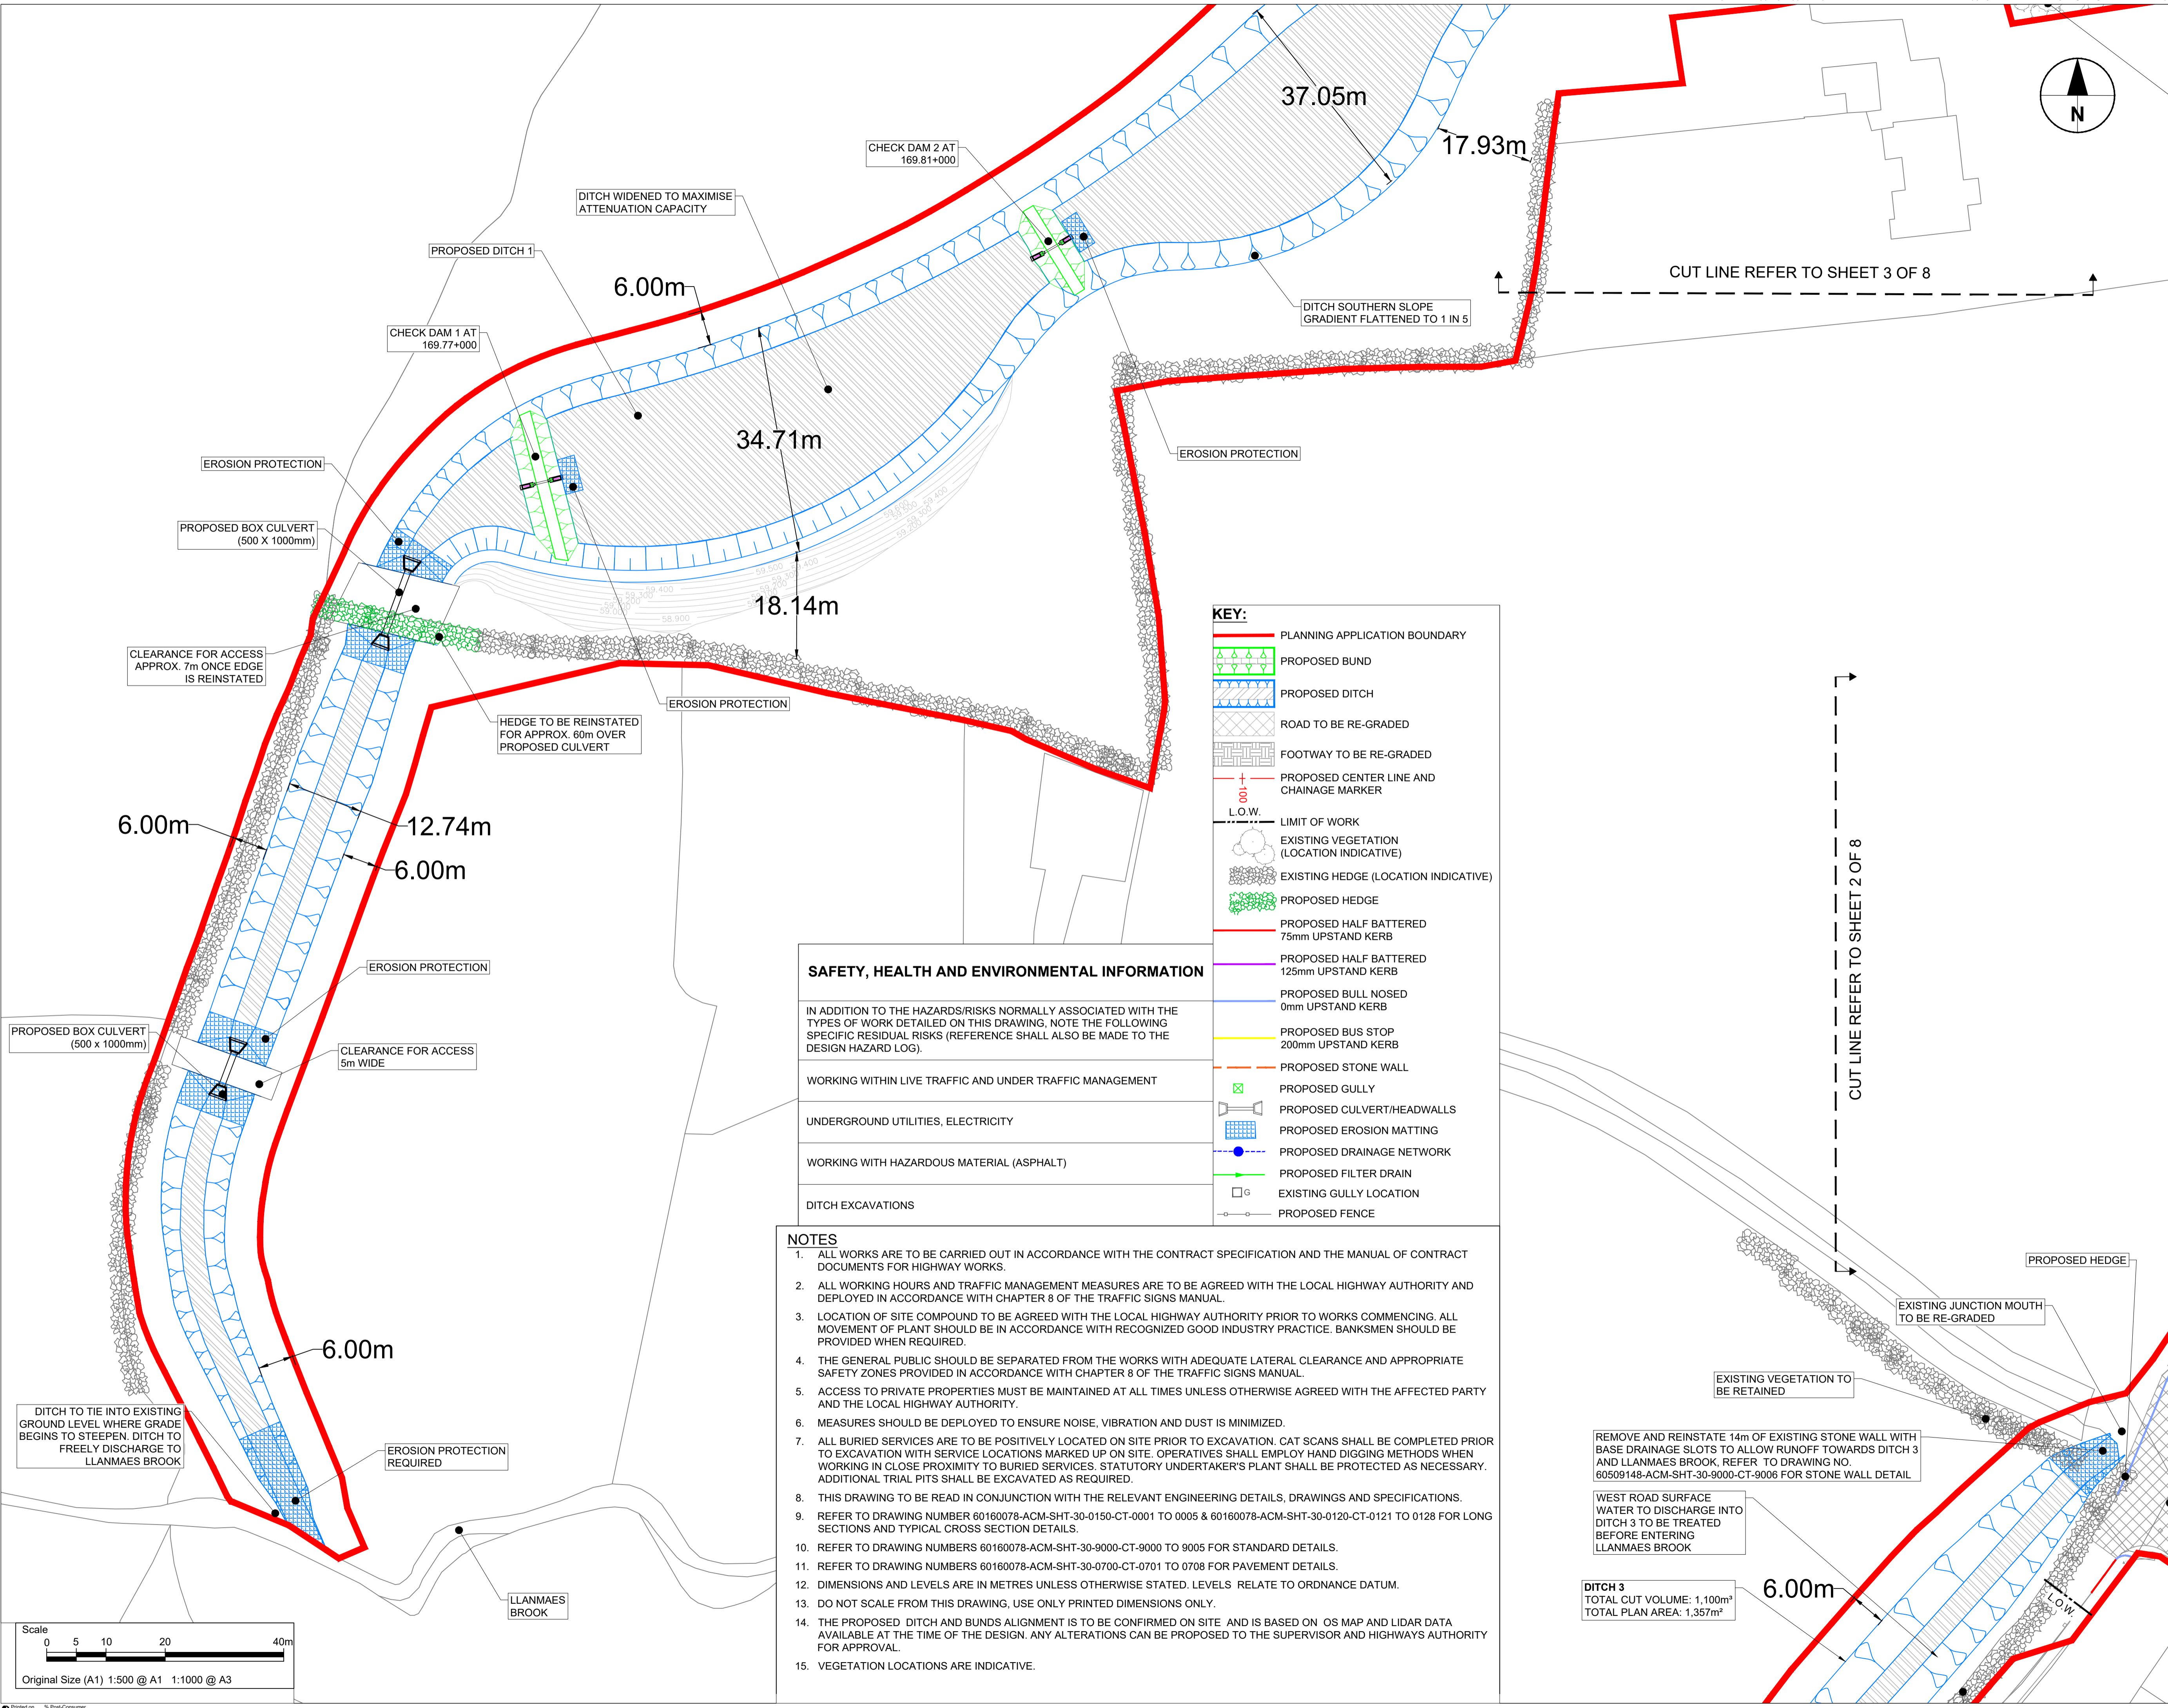 37.05m
17.93m
N
CHECK DAM 2 AT
169.81+000
DITCH WIDENED TO MAXIMISE
ATTENUATION CAPACITY
PROPOSED DITCH 1
6.00m
CUT LINE REFER TO SHEET 3 OF 8
DITCH SOUTHERN SLOPE
GRADIENT FLATTENED TO 1 IN 5
CHECK DAM 1 AT
169.77+000
34.71m
EROSION PROTECTION
EROSION PROTECTION
PROPOSED BOX CULVERT
(500 X 1000mm)
18.14m
CLEARANCE FOR ACCESS
APPROX. 7m ONCE EDGE
IS REINSTATED
EROSION PROTECTION
HEDGE TO BE REINSTATED
FOR APPROX. 60m OVER
PROPOSED CULVERT
6.00m
12.74m
6.00m
EROSION PROTECTION
PROPOSED BOX CULVERT
(500 x 1000mm)
CLEARANCE FOR ACCESS
5m WIDE
6.00m
DITCH TO TIE INTO EXISTING
GROUND LEVEL WHERE GRADE
BEGINS TO STEEPEN. DITCH TO
FREELY DISCHARGE TO
LLANMAES BROOK
EROSION PROTECTION
REQUIRED
LLANMAES
BROOK
Scale
0 5 10 20 40m
Original Size (A1) 1:500 @ A1 1:1000 @ A3
KEY:
PLANNING APPLICATION BOUNDARY
PROPOSED BUND
PROPOSED DITCH
ROAD TO BE RE-GRADED
FOOTWAY TO BE RE-GRADED
100
PROPOSED CENTER LINE AND
CHAINAGE MARKER
L.O.W.
LIMIT OF WORK
EXISTING VEGETATION
(LOCATION INDICATIVE)
EXISTING HEDGE (LOCATION INDICATIVE)
PROPOSED HEDGE
PROPOSED HALF BATTERED
75mm UPSTAND KERB
PROPOSED HALF BATTERED
125mm UPSTAND KERB
PROPOSED BULL NOSED
0mm UPSTAND KERB
PROPOSED BUS STOP
200mm UPSTAND KERB
PROPOSED STONE WALL
PROPOSED GULLY
PROPOSED CULVERT/HEADWALLS
PROPOSED EROSION MATTING
PROPOSED DRAINAGE NETWORK
PROPOSED FILTER DRAIN
G
EXISTING GULLY LOCATION
PROPOSED FENCE
SAFETY, HEALTH AND ENVIRONMENTAL INFORMATION
IN ADDITION TO THE HAZARDS/RISKS NORMALLY ASSOCIATED WITH THE
TYPES OF WORK DETAILED ON THIS DRAWING, NOTE THE FOLLOWING
SPECIFIC RESIDUAL RISKS (REFERENCE SHALL ALSO BE MADE TO THE
DESIGN HAZARD LOG).
WORKING WITHIN LIVE TRAFFIC AND UNDER TRAFFIC MANAGEMENT
UNDERGROUND UTILITIES, ELECTRICITY
WORKING WITH HAZARDOUS MATERIAL (ASPHALT)
DITCH EXCAVATIONS
NOTES
1. ALL WORKS ARE TO BE CARRIED OUT IN ACCORDANCE WITH THE CONTRACT SPECIFICATION AND THE MANUAL OF CONTRACT
DOCUMENTS FOR HIGHWAY WORKS.
2. ALL WORKING HOURS AND TRAFFIC MANAGEMENT MEASURES ARE TO BE AGREED WITH THE LOCAL HIGHWAY AUTHORITY AND
DEPLOYED IN ACCORDANCE WITH CHAPTER 8 OF THE TRAFFIC SIGNS MANUAL.
3. LOCATION OF SITE COMPOUND TO BE AGREED WITH THE LOCAL HIGHWAY AUTHORITY PRIOR TO WORKS COMMENCING. ALL
MOVEMENT OF PLANT SHOULD BE IN ACCORDANCE WITH RECOGNIZED GOOD INDUSTRY PRACTICE. BANKSMEN SHOULD BE
PROVIDED WHEN REQUIRED.
4. THE GENERAL PUBLIC SHOULD BE SEPARATED FROM THE WORKS WITH ADEQUATE LATERAL CLEARANCE AND APPROPRIATE
SAFETY ZONES PROVIDED IN ACCORDANCE WITH CHAPTER 8 OF THE TRAFFIC SIGNS MANUAL.
5. ACCESS TO PRIVATE PROPERTIES MUST BE MAINTAINED AT ALL TIMES UNLESS OTHERWISE AGREED WITH THE AFFECTED PARTY
AND THE LOCAL HIGHWAY AUTHORITY.
6. MEASURES SHOULD BE DEPLOYED TO ENSURE NOISE, VIBRATION AND DUST IS MINIMIZED.
7. ALL BURIED SERVICES ARE TO BE POSITIVELY LOCATED ON SITE PRIOR TO EXCAVATION. CAT SCANS SHALL BE COMPLETED PRIOR
TO EXCAVATION WITH SERVICE LOCATIONS MARKED UP ON SITE. OPERATIVES SHALL EMPLOY HAND DIGGING METHODS WHEN
WORKING IN CLOSE PROXIMITY TO BURIED SERVICES. STATUTORY UNDERTAKER'S PLANT SHALL BE PROTECTED AS NECESSARY.
ADDITIONAL TRIAL PITS SHALL BE EXCAVATED AS REQUIRED.
8. THIS DRAWING TO BE READ IN CONJUNCTION WITH THE RELEVANT ENGINEERING DETAILS, DRAWINGS AND SPECIFICATIONS.
9. REFER TO DRAWING NUMBER 60160078-ACM-SHT-30-0150-CT-0001 TO 0005 & 60160078-ACM-SHT-30-0120-CT-0121 TO 0128 FOR LONG
SECTIONS AND TYPICAL CROSS SECTION DETAILS.
10. REFER TO DRAWING NUMBERS 60160078-ACM-SHT-30-9000-CT-9000 TO 9005 FOR STANDARD DETAILS.
11. REFER TO DRAWING NUMBERS 60160078-ACM-SHT-30-0700-CT-0701 TO 0708 FOR PAVEMENT DETAILS.
12. DIMENSIONS AND LEVELS ARE IN METRES UNLESS OTHERWISE STATED. LEVELS RELATE TO ORDNANCE DATUM.
13. DO NOT SCALE FROM THIS DRAWING, USE ONLY PRINTED DIMENSIONS ONLY.
14. THE PROPOSED DITCH AND BUNDS ALIGNMENT IS TO BE CONFIRMED ON SITE AND IS BASED ON OS MAP AND LIDAR DATA
AVAILABLE AT THE TIME OF THE DESIGN. ANY ALTERATIONS CAN BE PROPOSED TO THE SUPERVISOR AND HIGHWAYS AUTHORITY
FOR APPROVAL.
15. VEGETATION LOCATIONS ARE INDICATIVE.
CUT LINE REFER TO SHEET 2 OF 8
PROPOSED HEDGE
EXISTING JUNCTION MOUTH
TO BE RE-GRADED
EXISTING VEGETATION TO
BE RETAINED
REMOVE AND REINSTATE 14m OF EXISTING STONE WALL WITH
BASE DRAINAGE SLOTS TO ALLOW RUNOFF TOWARDS DITCH 3
AND LLANMAES BROOK, REFER TO DRAWING NO.
60509148-ACM-SHT-30-9000-CT-9006 FOR STONE WALL DETAIL
WEST ROAD SURFACE
WATER TO DISCHARGE INTO
DITCH 3 TO BE TREATED
BEFORE ENTERING
LLANMAES BROOK
DITCH 3
TOTAL CUT VOLUME: 1,100m³
TOTAL PLAN AREA: 1,357m²
6.00m
L.O.W.